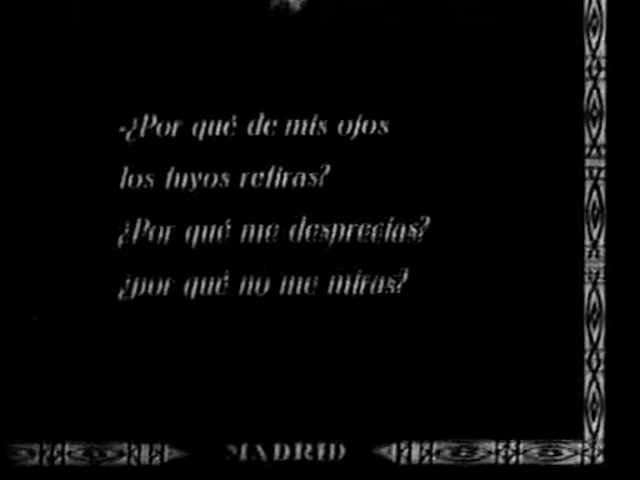 -¿Por qué de mis ojos
los tuyos retiras?
¿Por qué me desprecias?
¿por qué no me miras?
MADRID